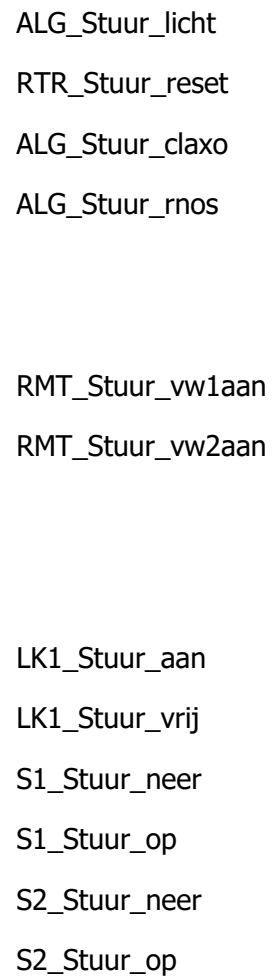 ALG_Stuur_licht
RTR_Stuur_reset
ALG_Stuur_claxo
ALG_Stuur_rnos
RMT_Stuur_vw1aan
RMT_Stuur_vw2aan
LK1_Stuur_aan
LK1_Stuur_vrij
S1_Stuur_neer
S1_Stuur_op
S2_Stuur_neer
S2_Stuur_op